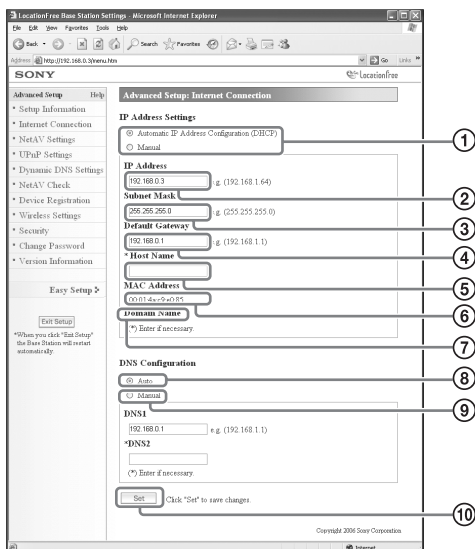 LocationFree Base Station Settings - Microsoft Internet Explorer
File Edit View Favorites Tools Help
Back Search Favorites
Address http://192.168.0.3/menu.htm Go Links
SONY LocationFree
Advanced Setup Help
Setup Information
Internet Connection
NetAV Settings
UPnP Settings
Dynamic DNS Settings
NetAV Check
Device Registration
Wireless Settings
Security
Change Password
Version Information
Easy Setup
Exit Setup
*When you click "Exit Setup"
the Base Station will restart
automatically.
Advanced Setup: Internet Connection
IP Address Settings
Automatic IP Address Configuration (DHCP)
Manual
1
IP Address
192.168.0.3 e.g. (192.168.1.64)
2
Subnet Mask
255.255.255.0 e.g. (255.255.255.0)
3
Default Gateway
192.168.0.1 e.g. (192.168.1.1)
4
* Host Name
5
MAC Address
6
Domain Name
(*) Enter if necessary.
7
DNS Configuration
Auto
8
Manual
9
DNS1
192.168.0.1 e.g. (192.168.1.1)
*DNS2
(*) Enter if necessary.
Set Click "Set" to save changes.
10
Copyright 2006 Sony Corporation
Internet